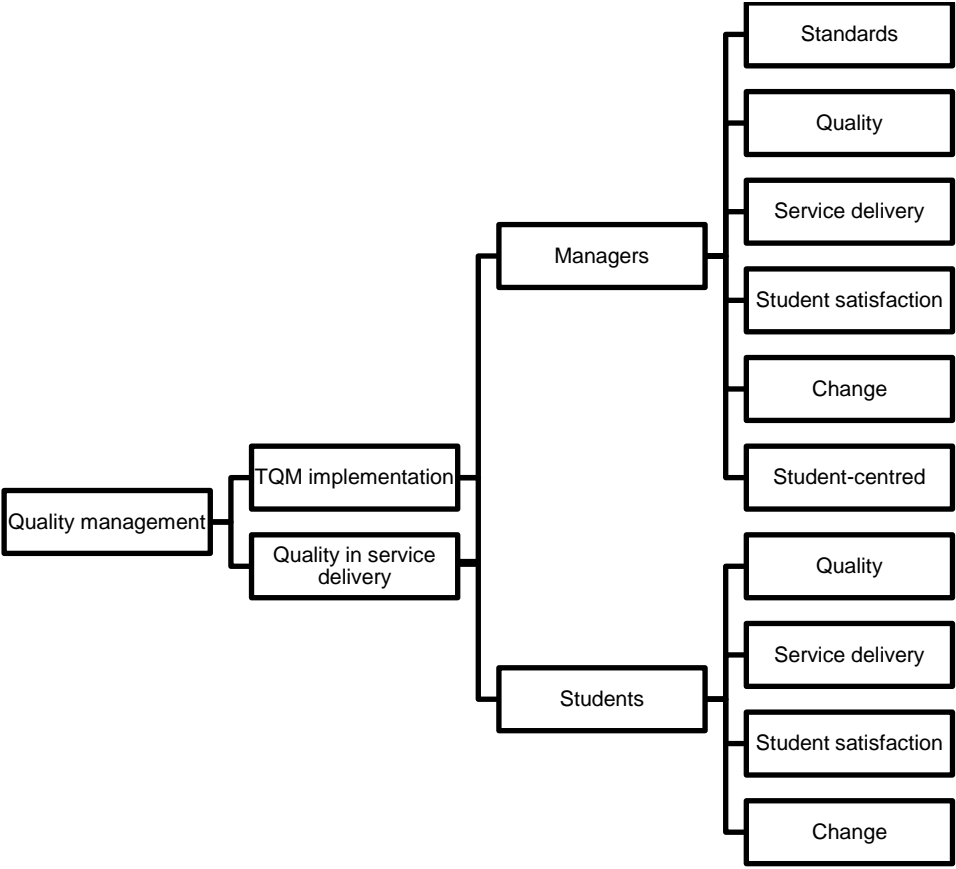 Standards
Quality
Service delivery
Managers
Student satisfaction
Change
TQM implementation
Student-centred
Quality management
Quality in service
delivery
Quality
Service delivery
Students
Student satisfaction
Change